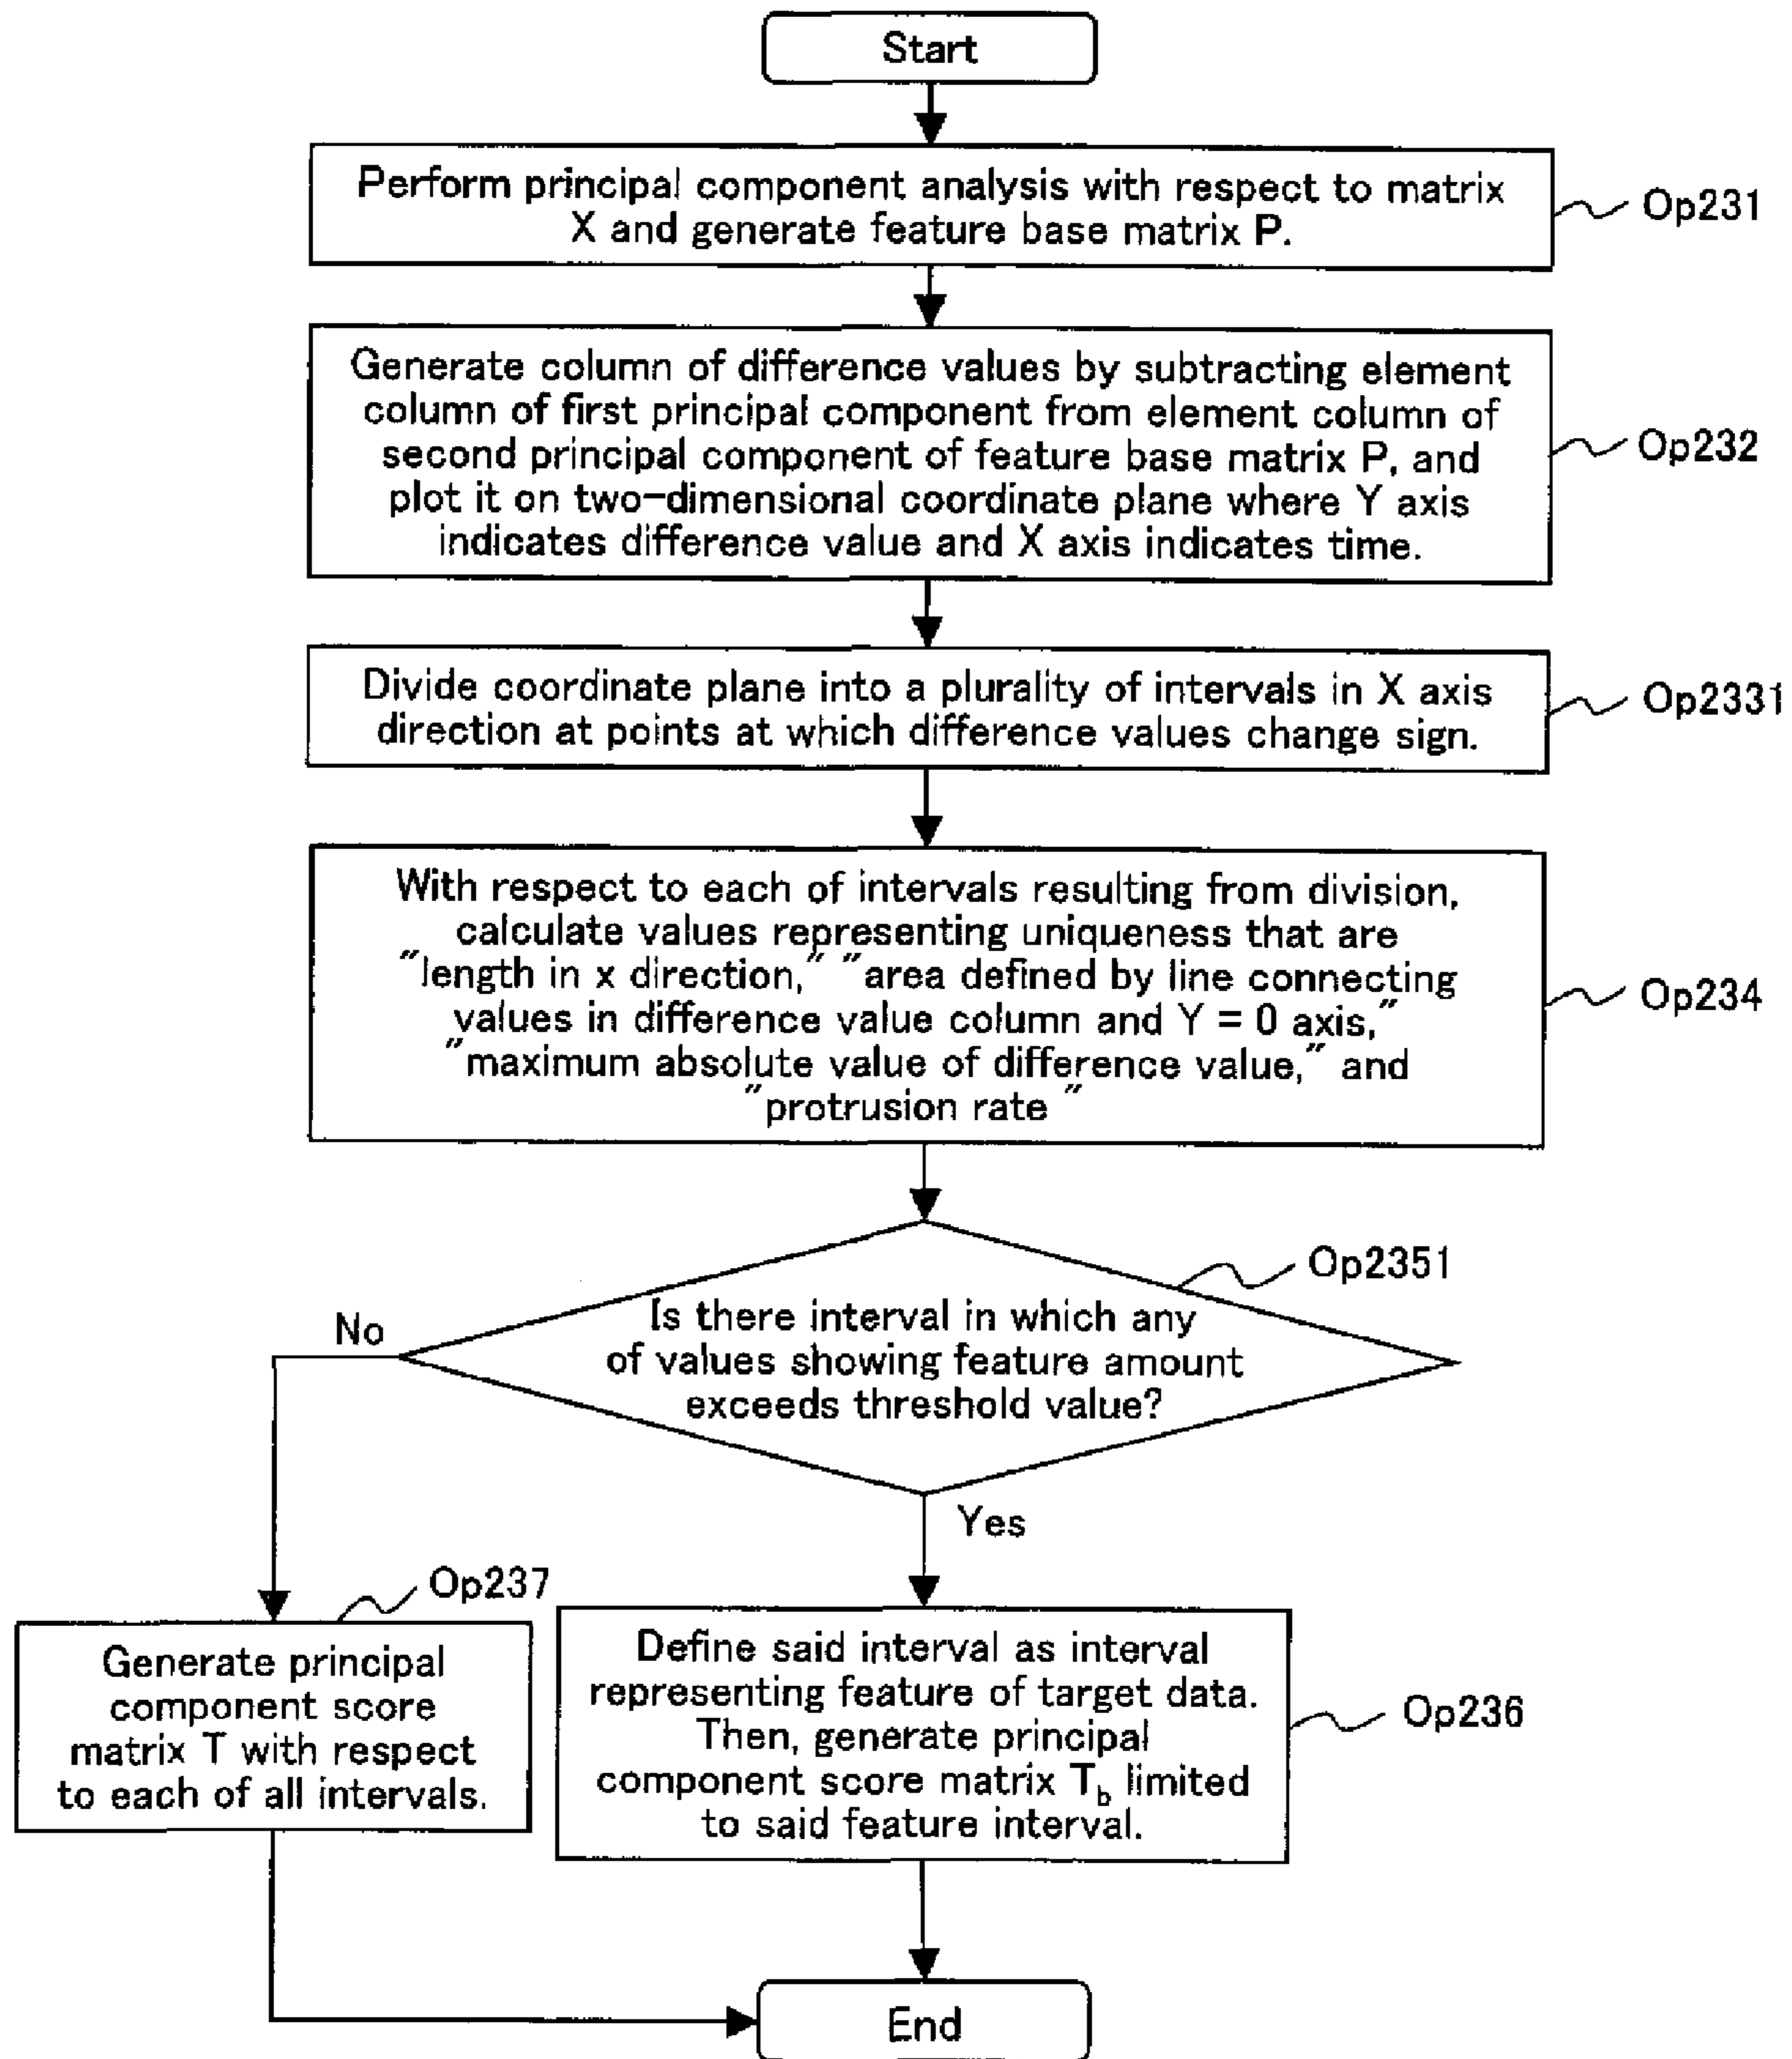 Start
Perform principal component analysis with respect to matrix
X and generate feature base matrix P.
Op231
Generate column of difference values by subtracting element
column of first principal component from element column of
second principal component of feature base matrix P, and
plot it on two-dimensional coordinate plane where Y axis
indicates difference value and X axis indicates time.
Op232
Divide coordinate plane into a plurality of intervals in X axis
direction at points at which difference values change sign.
Op2331
With respect to each of intervals resulting from division,
calculate values representing uniqueness that are
"length in x direction," "area defined by line connecting
values in difference value column and Y = 0 axis,"
"maximum absolute value of difference value," and
"protrusion rate "
Op234
Op2351
Is there interval in which any
of values showing feature amount
exceeds threshold value?
No
Yes
Op237
Generate principal
component score
matrix T with respect
to each of all intervals.
Define said interval as interval
representing feature of target data.
Then, generate principal
component score matrix T_b limited
to said feature interval.
Op236
End